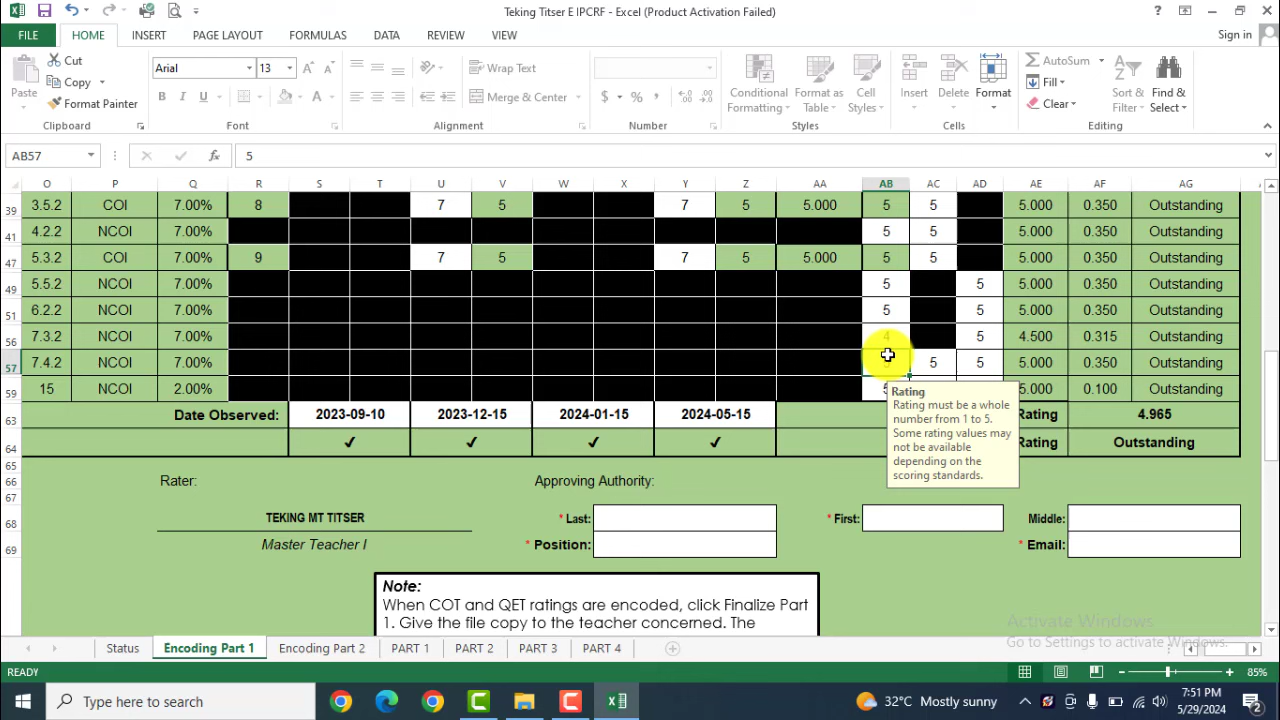 Teking Titser E IPCRF - Excel (Product Activation Failed)
FILE HOME INSERT PAGE LAYOUT FORMULAS DATA REVIEW VIEW Sign in
Paste Cut Copy Format Painter Clipboard
Arial 13 B I U Font
Wrap Text Merge & Center Alignment
$ % , Number
Conditional Formatting Format as Table Cell Styles Styles
Insert Delete Format Cells
AutoSum Fill Clear Sort & Filter Find & Select Editing
AB57 fx 5
O P Q R S T U V W X Y Z AA AB AC AD AE AF AG
39 3.5.2 COI 7.00% 8 7 5 7 5 5.000 5 5 5.000 0.350 Outstanding
41 4.2.2 NCOI 7.00% 5 5 5.000 0.350 Outstanding
47 5.3.2 COI 7.00% 9 7 5 7 5 5.000 5 5 5.000 0.350 Outstanding
49 5.5.2 NCOI 7.00% 5 5 5.000 0.350 Outstanding
51 6.2.2 NCOI 7.00% 5 5 5.000 0.350 Outstanding
56 7.3.2 NCOI 7.00% 4 5 4.500 0.315 Outstanding
57 7.4.2 NCOI 7.00% 5 5 5.000 0.350 Outstanding
59 15 NCOI 2.00% 5.000 0.100 Outstanding
63 Date Observed: 2023-09-10 2023-12-15 2024-01-15 2024-05-15 Rating 4.965
64 ✓ ✓ ✓ ✓ Rating Outstanding
Rating
Rating must be a whole
number from 1 to 5.
Some rating values may
not be available
depending on the
scoring standards.
65
66 Rater: Approving Authority:
67
68 TEKING MT TITSER * Last: * First: Middle:
69 Master Teacher I * Position: * Email:
Note:
When COT and QET ratings are encoded, click Finalize Part
1. Give the file copy to the teacher concerned. The
Activate Windows
Go to Settings to activate Windows.
Status Encoding Part 1 Encoding Part 2 PART 1 PART 2 PART 3 PART 4
READY 85%
Type here to search 32°C Mostly sunny 7:51 PM
5/29/2024 2